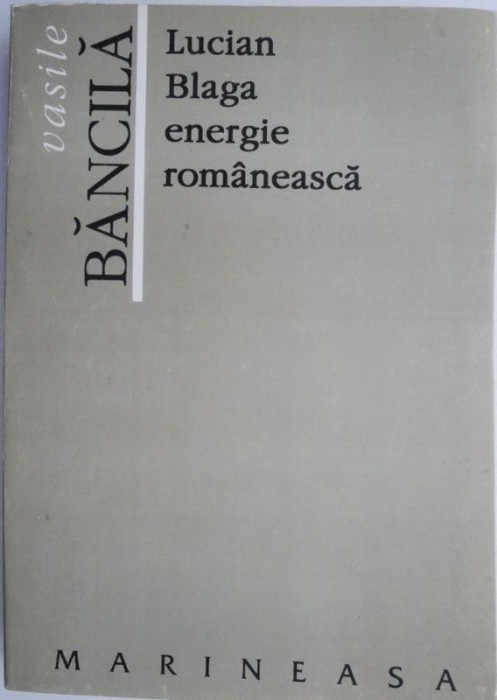 vasile
BĂNCILĂ
Lucian
Blaga
energie
românească
MARINEASA